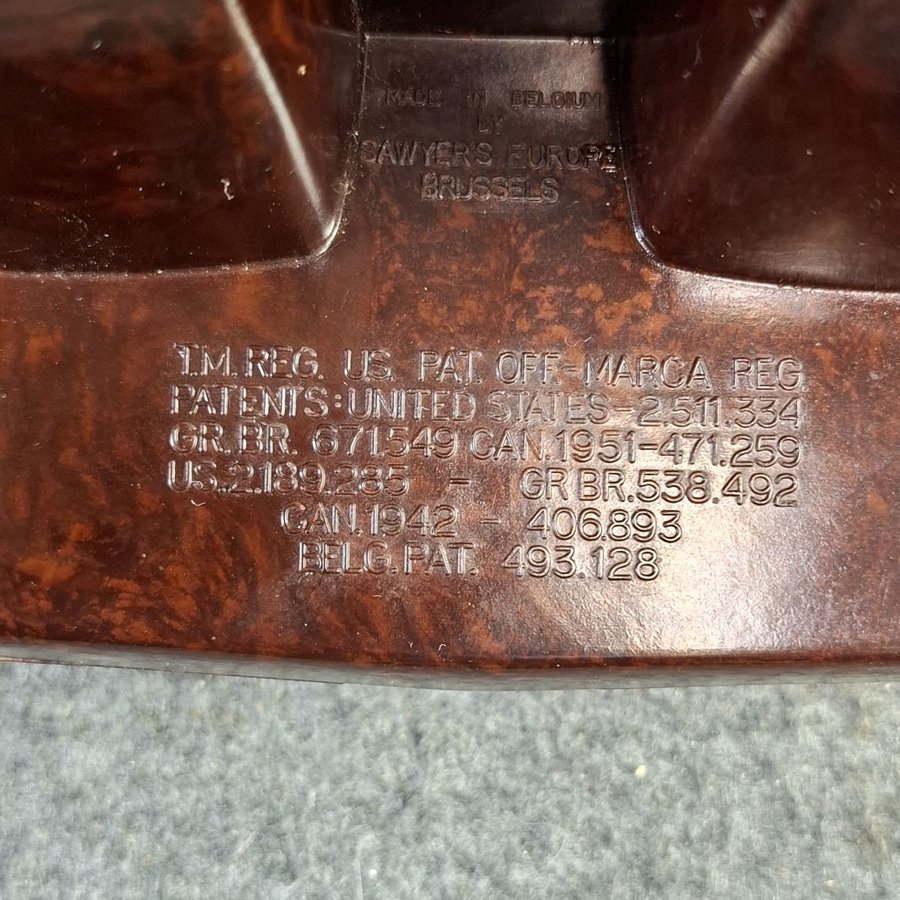 MADE IN BELGIUM
BY
SAWYER'S EUROPE
BRUSSELS
T.M. REG. US. PAT. OFF-MARCA REG.
PATENTS: UNITED STATES-2.511.334
GR. BR. 671.549 CAN. 1951-471.259
US. 2.189.285 - GR BR. 538.492
CAN. 1942 - 406.893
BELG. PAT. 493.128